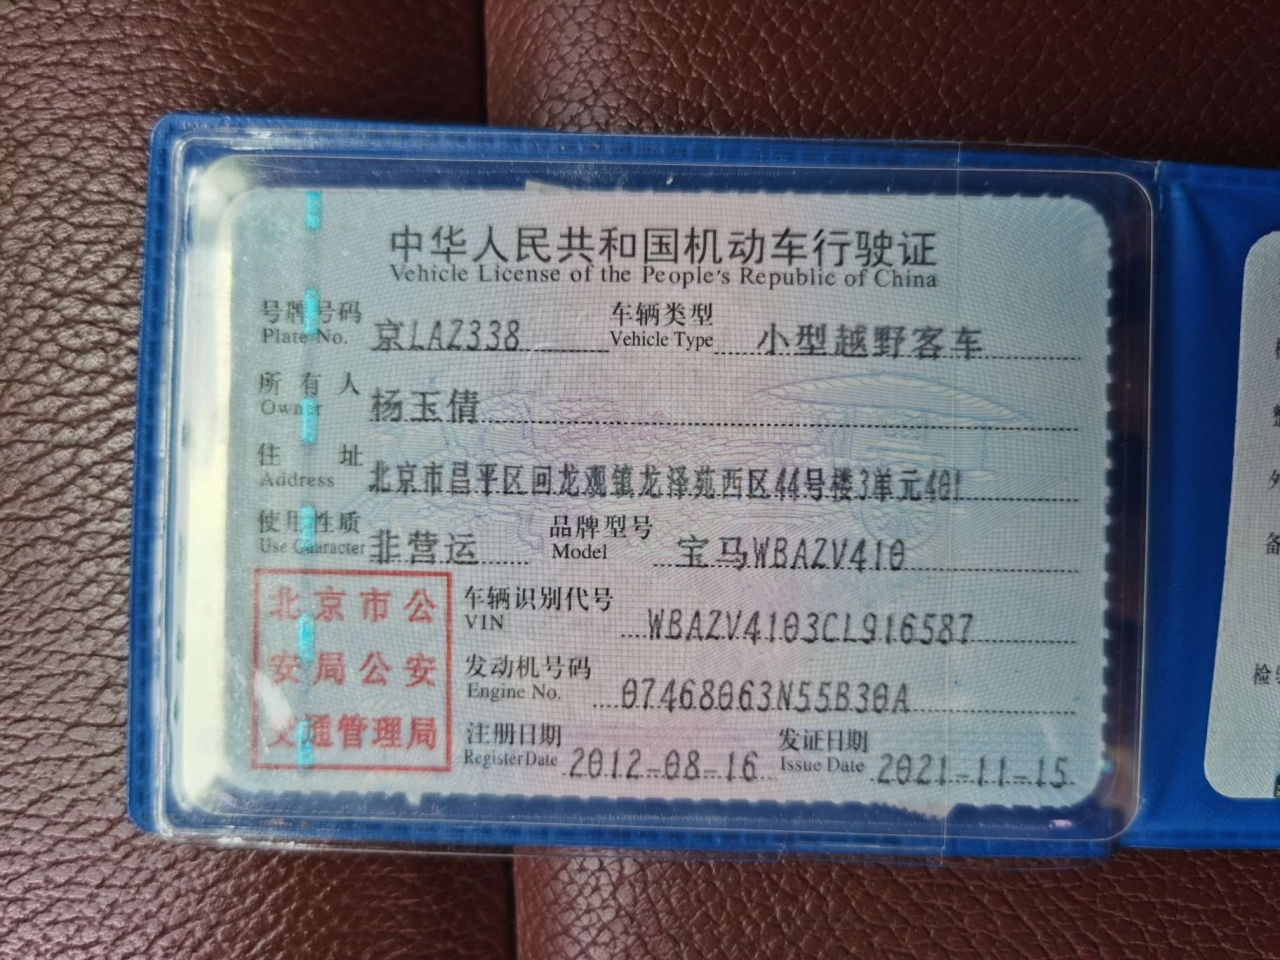 中华人民共和国机动车行驶证
Vehicle License of the People's Republic of China
号牌号码 京LAZ338 车辆类型 小型越野客车
Plate No. Vehicle Type
所有人 杨玉倩
Owner
住址 北京市昌平区回龙观镇龙泽苑西区44号楼3单元401
Address
使用性质 非营运 品牌型号 宝马WBAZV410
Use Character Model
北京市公
安局公安
交通管理局
车辆识别代号 WBAZV4103CL916587
VIN
发动机号码 07468063N55B30A
Engine No.
注册日期 2012-08-16 发证日期 2021-11-15
Register Date Issue Date